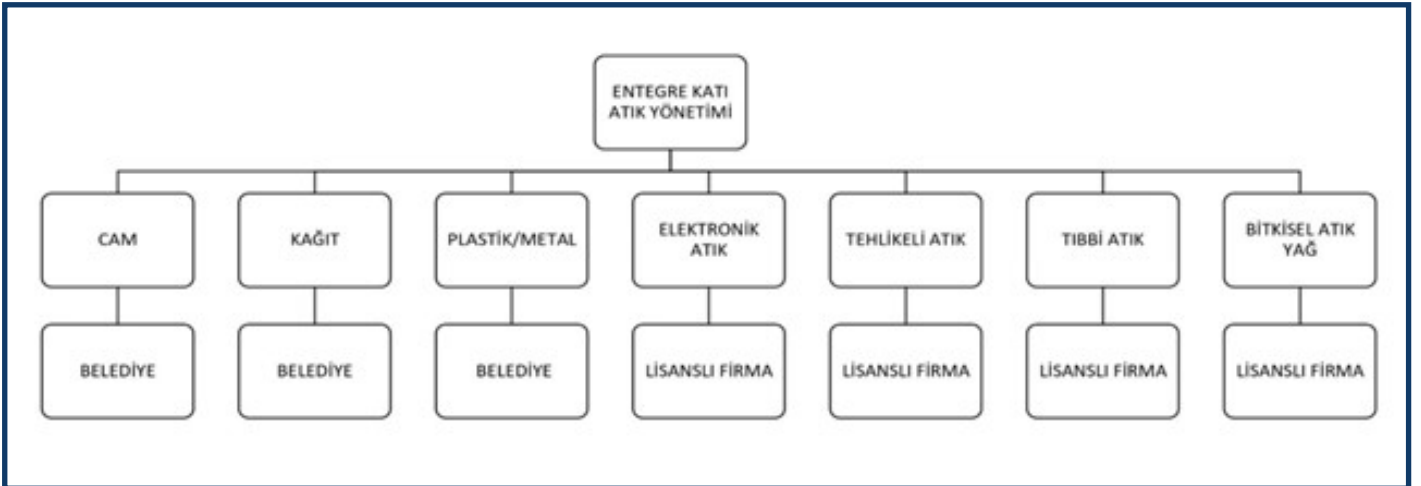 ENTEGRE KATI
ATIK YÖNETİMİ
CAM
KAĞIT
PLASTİK/METAL
ELEKTRONİK
ATIK
TEHLİKELİ ATIK
TIBBİ ATIK
BİTKİSEL ATIK
YAĞ
BELEDİYE
BELEDİYE
BELEDİYE
LİSANSLI FİRMA
LİSANSLI FİRMA
LİSANSLI FİRMA
LİSANSLI FİRMA